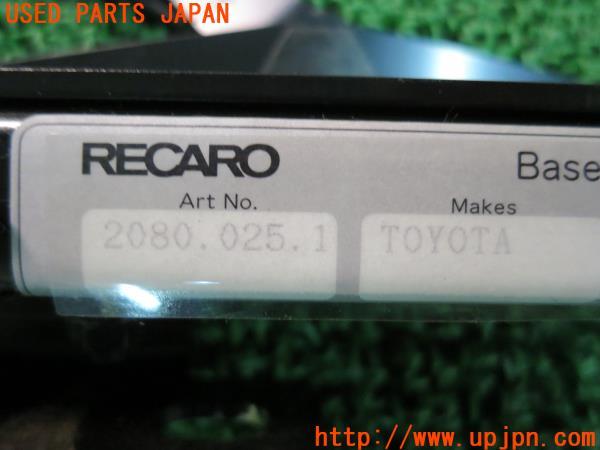 USED PARTS JAPAN
RECARO
Base
Art No.
Makes
2080.025.1
TOYOTA
http://www.upjpn.com